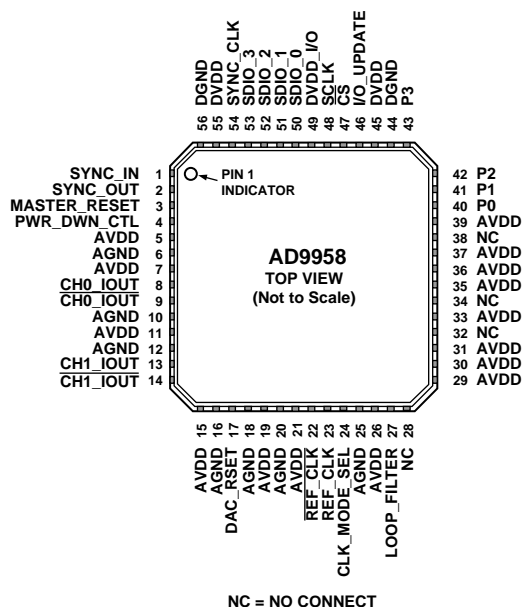 DGND
DVDD
SYNC_CLK
SDIO_3
SDIO_2
SDIO_1
SDIO_0
DVDD_I/O
SCLK
CS
I/O_UPDATE
DVDD
DGND
P3
56 55 54 53 52 51 50 49 48 47 46 45 44 43
SYNC_IN 1
SYNC_OUT 2
MASTER_RESET 3
PWR_DWN_CTL 4
AVDD 5
AGND 6
AVDD 7
CH0_IOUT 8
CH0_IOUT 9
AGND 10
AVDD 11
AGND 12
CH1_IOUT 13
CH1_IOUT 14
PIN 1
INDICATOR
AD9958
TOP VIEW
(Not to Scale)
42 P2
41 P1
40 P0
39 AVDD
38 NC
37 AVDD
36 AVDD
35 AVDD
34 NC
33 AVDD
32 NC
31 AVDD
30 AVDD
29 AVDD
15 16 17 18 19 20 21 22 23 24 25 26 27 28
AVDD
AGND
DAC_RSET
AGND
AVDD
AGND
AVDD
REF_CLK
REF_CLK
CLK_MODE_SEL
AGND
AVDD
LOOP_FILTER
NC
NC = NO CONNECT